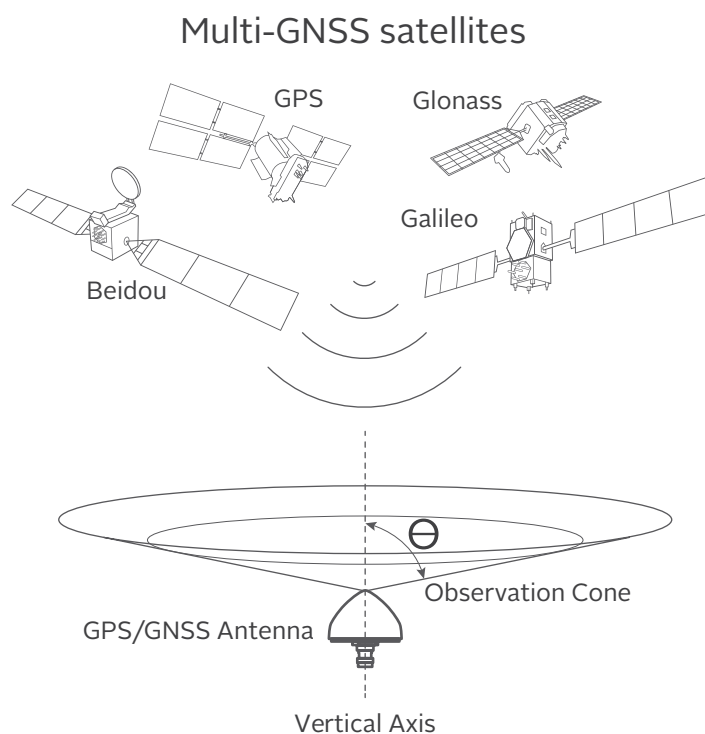 Multi-GNSS satellites
GPS
Glonass
Galileo
Beidou
Θ
Observation Cone
GPS/GNSS Antenna
Vertical Axis